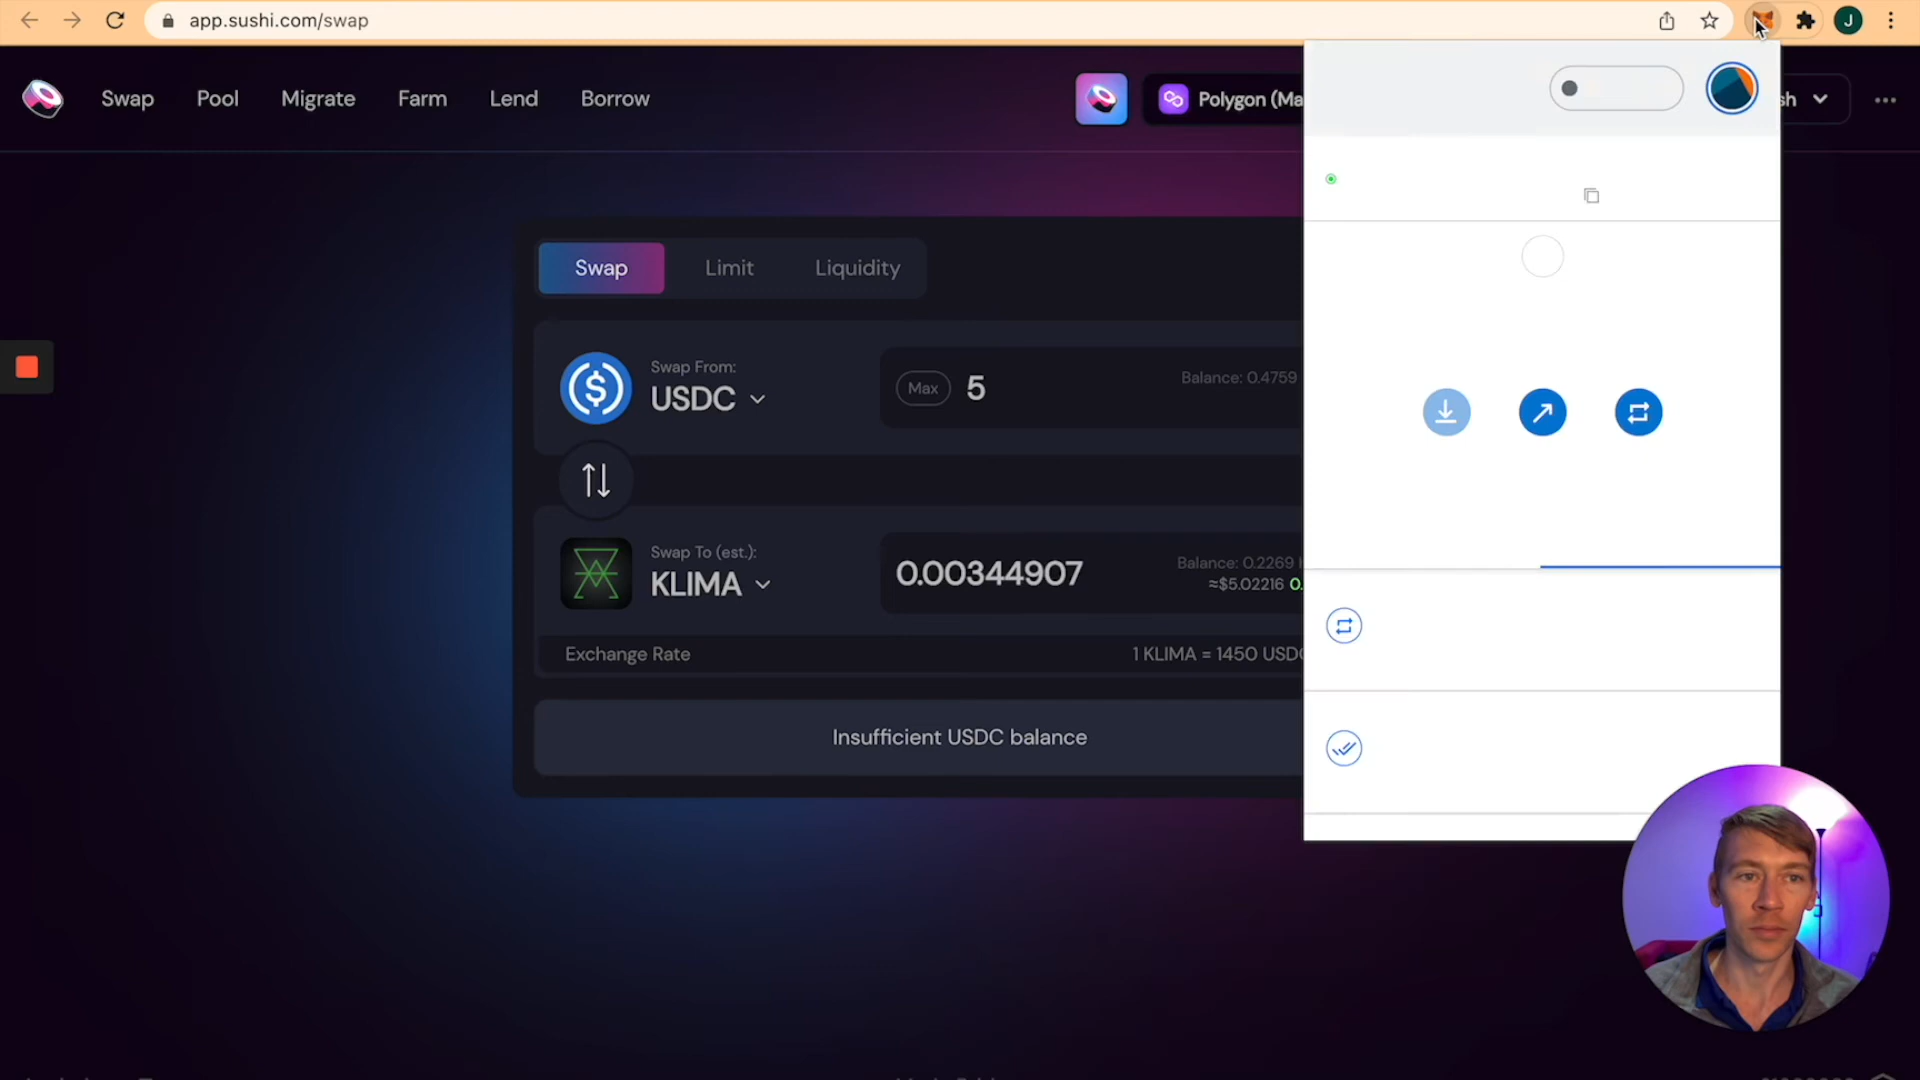 app.sushi.com/swap
J
Swap
Pool
Migrate
Farm
Lend
Borrow
Polygon (Ma
sh
Swap
Limit
Liquidity
Swap From:
USDC
Max
5
Balance: 0.4759
Swap To (est.):
KLIMA
0.00344907
Balance: 0.2269
≈$5.02216 0.
Exchange Rate
1 KLIMA = 1450 USDC
Insufficient USDC balance